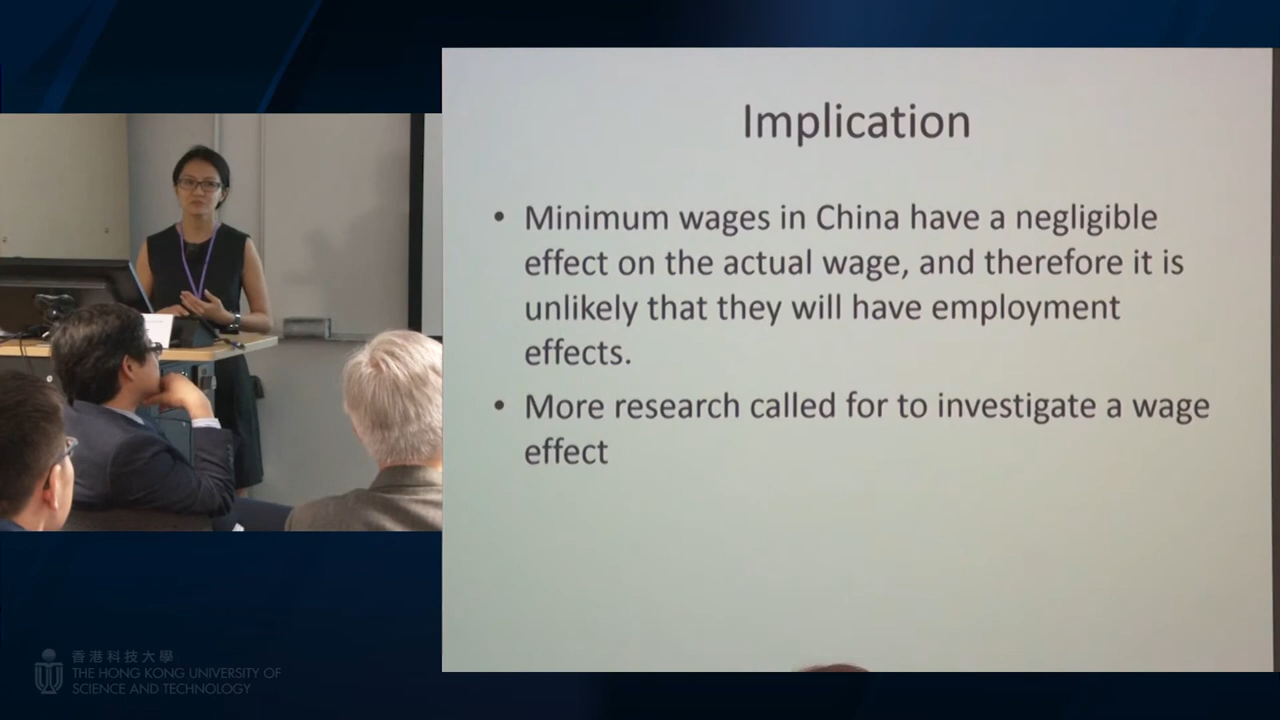 Implication
• Minimum wages in China have a negligible
effect on the actual wage, and therefore it is
unlikely that they will have employment
effects.
• More research called for to investigate a wage
effect
香港科技大學
THE HONG KONG UNIVERSITY OF
SCIENCE AND TECHNOLOGY